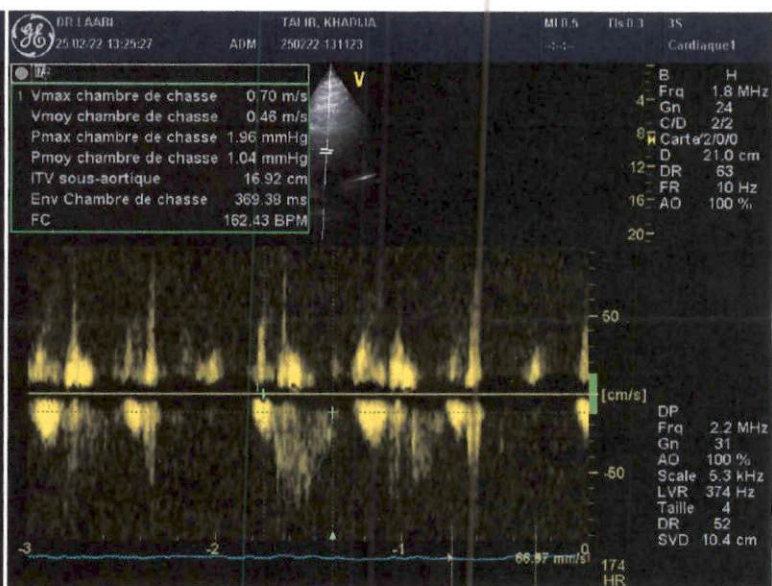 DR LAARI
TALIB, KHADIJA
MI 0.5
TIs 0.3
3S
25.02.22 13:25:27
ADM
250222-131123
-:-:-
Cardiaque1
1 Vmax chambre de chasse 0.70 m/s
Vmoy chambre de chasse 0.46 m/s
Pmax chambre de chasse 1.96 mmHg
Pmoy chambre de chasse 1.04 mmHg
ITV sous-aortique 16.92 cm
Env Chambre de chasse 369.38 ms
FC 162.43 BPM
V
4
8
12
16
20
B H
Frq 1.8 MHz
Gn 24
C/D 2/2
Carte 2/0/0
D 21.0 cm
DR 63
FR 10 Hz
AO 100 %
50
[cm/s]
-50
DP
Frq 2.2 MHz
Gn 31
AO 100 %
Scale 5.3 kHz
LVR 374 Hz
Taille 4
DR 52
SVD 10.4 cm
-3
-2
-1
0
66.67 mm/s
174
HR